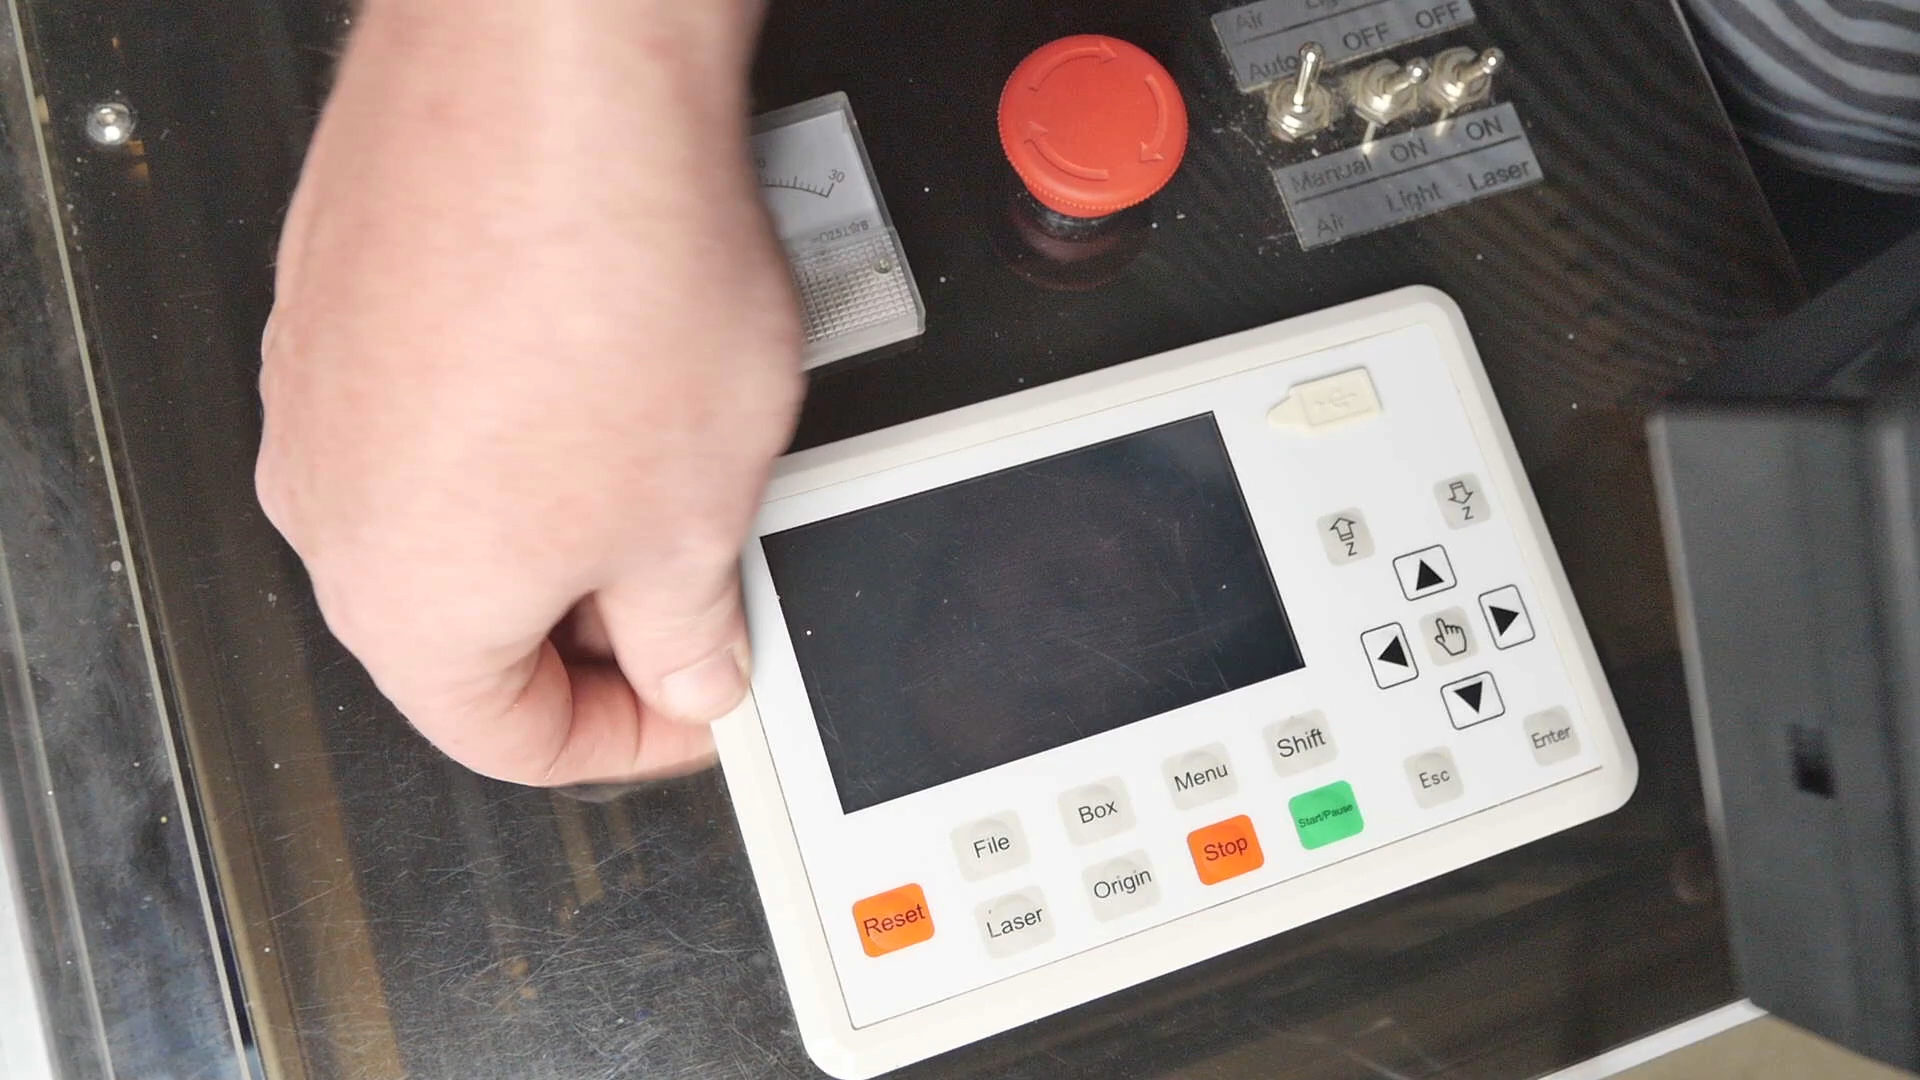 Air Light
Auto OFF OFF
Manual ON ON
Air Light Laser
30
Z
Z
File Box Menu Shift
Reset Laser Origin Stop Start/Pause Esc Enter